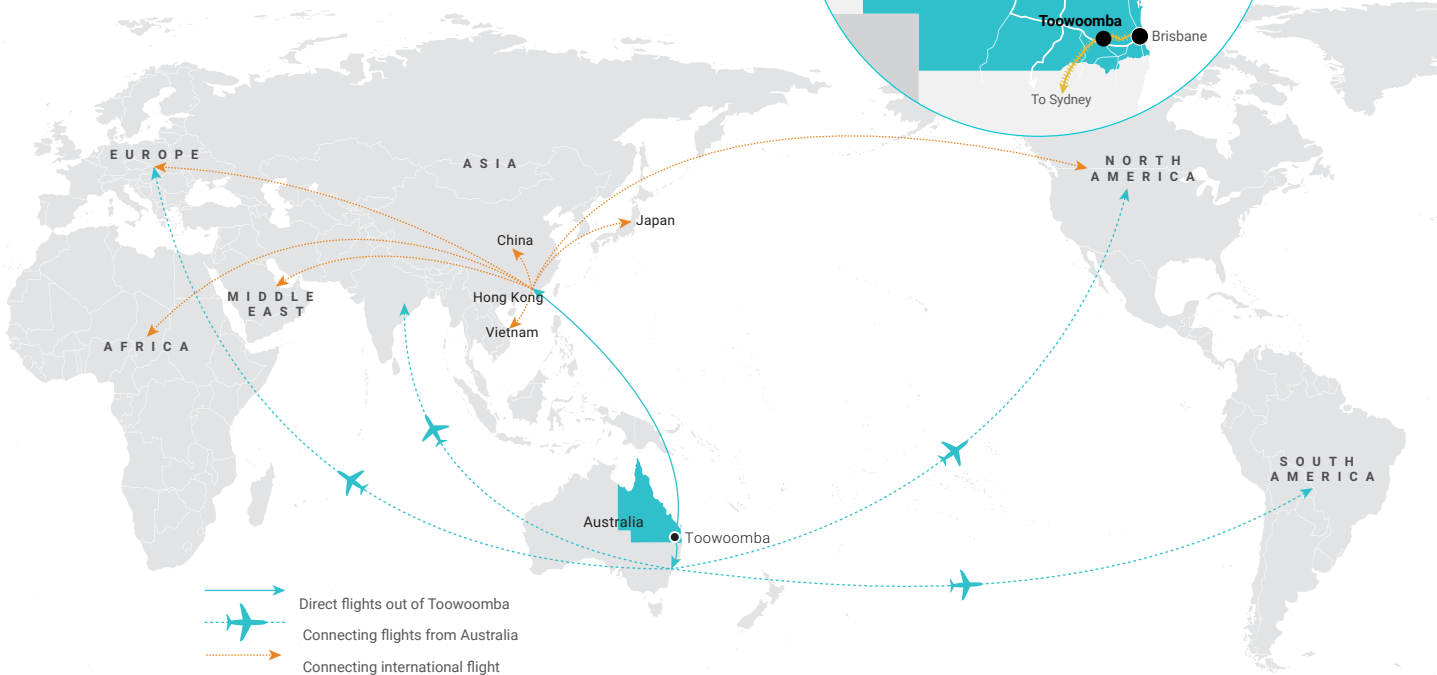 Toowoomba
Brisbane
To Sydney
EUROPE
ASIA
NORTH
AMERICA
Japan
China
MIDDLE
EAST
Hong Kong
Vietnam
AFRICA
SOUTH
AMERICA
Australia
Toowoomba
Direct flights out of Toowoomba
Connecting flights from Australia
Connecting international flight